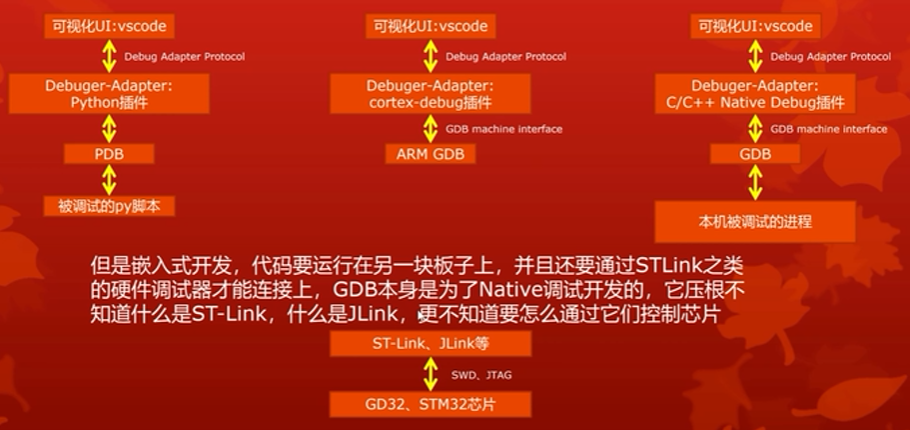 可视化UI:vscode
Debug Adapter Protocol
Debuger-Adapter:
Python插件
PDB
被调试的py脚本
可视化UI:vscode
Debug Adapter Protocol
Debuger-Adapter:
cortex-debug插件
GDB machine interface
ARM GDB
可视化UI:vscode
Debug Adapter Protocol
Debuger-Adapter:
C/C++ Native Debug插件
GDB machine interface
GDB
本机被调试的进程
但是嵌入式开发，代码要运行在另一块板子上，并且还要通过STLink之类
的硬件调试器才能连接上，GDB本身是为了Native调试开发的，它压根不
知道什么是ST-Link，什么是JLink，更不知道要怎么通过它们控制芯片
ST-Link、JLink等
SWD、JTAG
GD32、STM32芯片